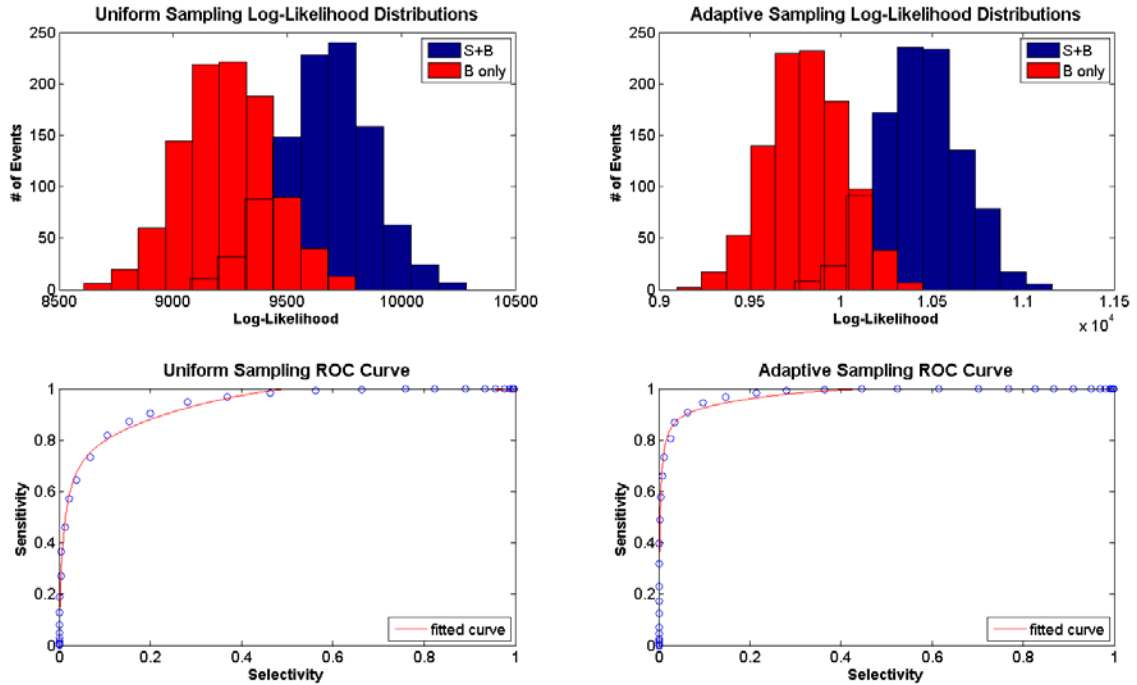 Uniform Sampling Log-Likelihood Distributions
250
200
150
100
50
0
# of Events
S+B
B only
8500 9000 9500 10000 10500
Log-Likelihood
Adaptive Sampling Log-Likelihood Distributions
250
200
150
100
50
0
# of Events
S+B
B only
0.9 0.95 1 1.05 1.1 1.15
x 10^4
Log-Likelihood
Uniform Sampling ROC Curve
1
0.8
0.6
0.4
0.2
0
Sensitivity
fitted curve
0 0.2 0.4 0.6 0.8 1
Selectivity
Adaptive Sampling ROC Curve
1
0.8
0.6
0.4
0.2
0
Sensitivity
fitted curve
0 0.2 0.4 0.6 0.8 1
Selectivity